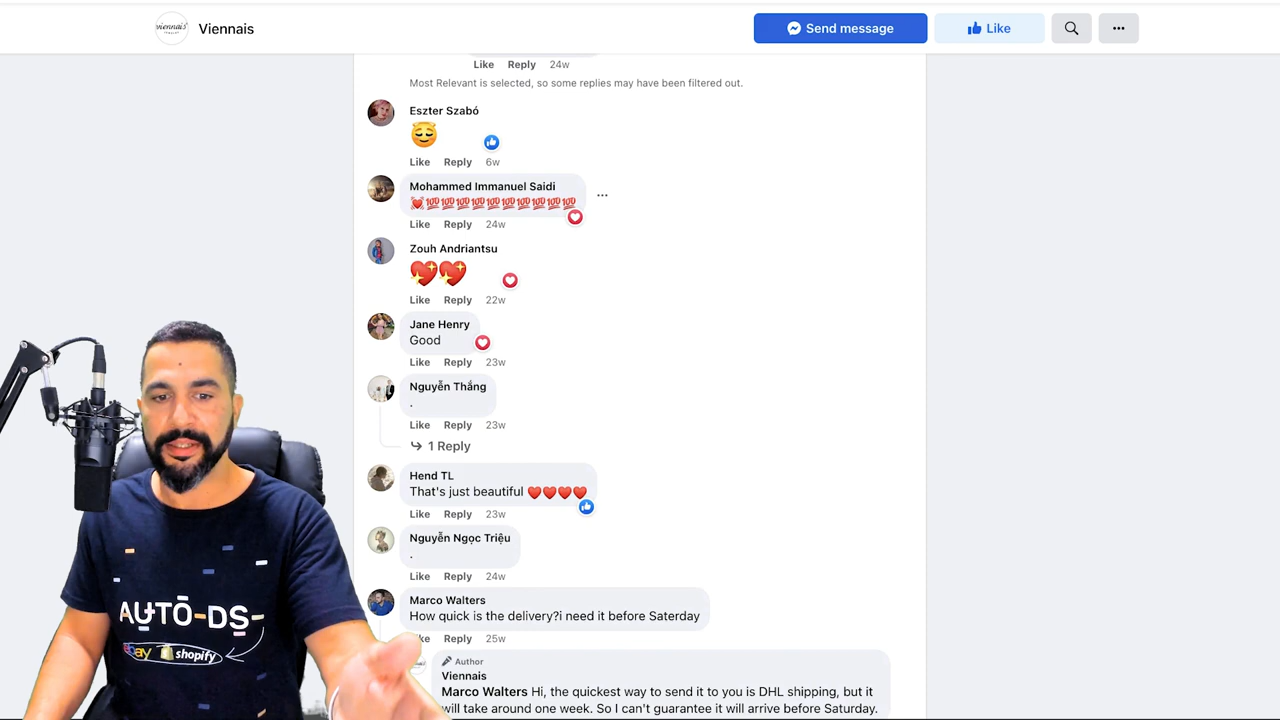 viennais'
Viennais
Send message
Like
Like Reply 24w
Most Relevant is selected, so some replies may have been filtered out.
Eszter Szabó
Like Reply 6w
Mohammed Immanuel Saidi
💓💯💯💯💯💯💯💯💯💯💯
Like Reply 24w
Zouh Andriantsu
💖💖
Like Reply 22w
Jane Henry
Good
Like Reply 23w
Nguyễn Thắng
.
Like Reply 23w
1 Reply
Hend TL
That's just beautiful ❤️❤️❤️❤️
Like Reply 23w
Nguyễn Ngọc Triệu
.
Like Reply 24w
Marco Walters
How quick is the delivery?i need it before Saterday
Reply 25w
Author
Viennais
Marco Walters Hi, the quickest way to send it to you is DHL shipping, but it
will take around one week. So I can't guarantee it will arrive before Saturday.
AUTO-DS-
ebay shopify